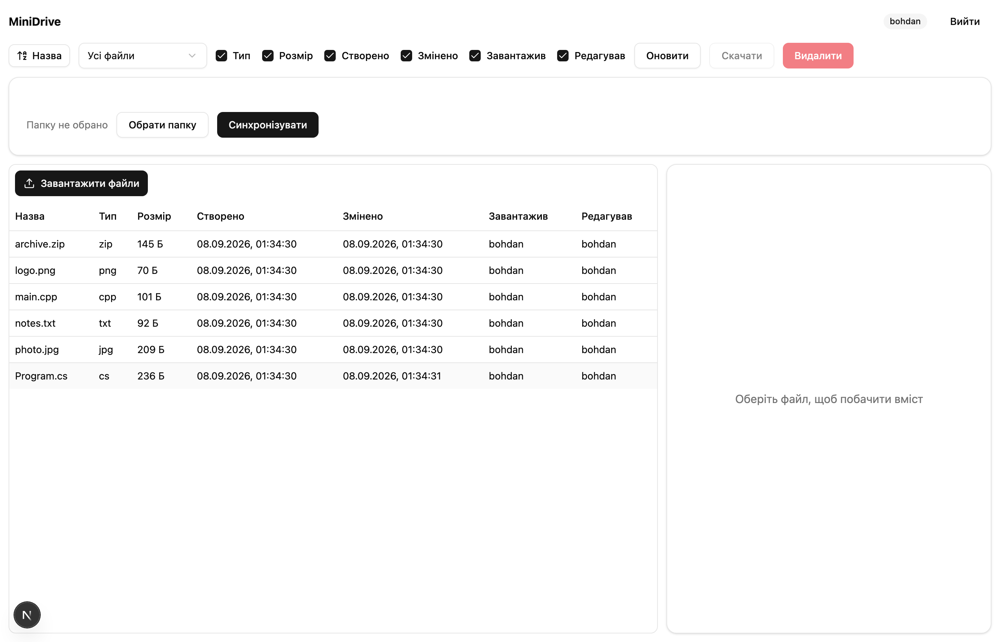 MiniDrive
bohdan Вийти
Назва Усі файли Тип Розмір Створено Змінено Завантажив Редагував Оновити Скачати Видалити
Папку не обрано Обрати папку Синхронізувати
Завантажити файли
Назва Тип Розмір Створено Змінено Завантажив Редагував
archive.zip zip 145 Б 08.09.2026, 01:34:30 08.09.2026, 01:34:30 bohdan bohdan
logo.png png 70 Б 08.09.2026, 01:34:30 08.09.2026, 01:34:30 bohdan bohdan
main.cpp cpp 101 Б 08.09.2026, 01:34:30 08.09.2026, 01:34:30 bohdan bohdan
notes.txt txt 92 Б 08.09.2026, 01:34:30 08.09.2026, 01:34:30 bohdan bohdan
photo.jpg jpg 209 Б 08.09.2026, 01:34:30 08.09.2026, 01:34:30 bohdan bohdan
Program.cs cs 236 Б 08.09.2026, 01:34:30 08.09.2026, 01:34:31 bohdan bohdan
Оберіть файл, щоб побачити вміст
N